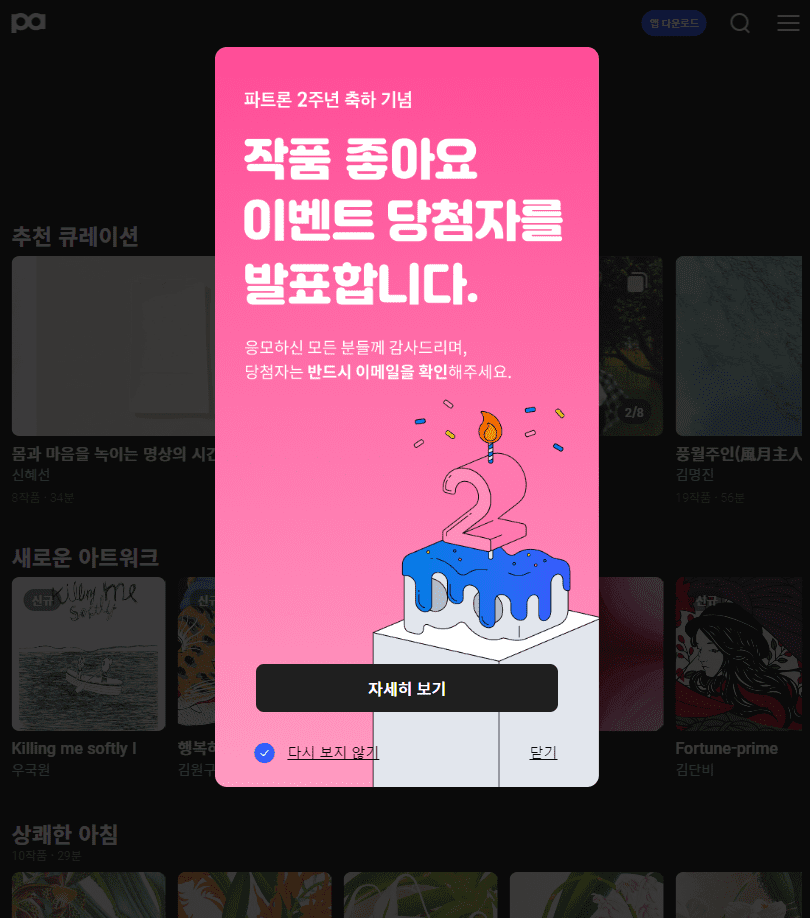 pa
앱 다운로드
파트론 2주년 축하 기념
작품 좋아요
이벤트 당첨자를
발표합니다.
응모하신 모든 분들께 감사드리며,
당첨자는 반드시 이메일을 확인해주세요.
2
자세히 보기
다시 보지 않기
닫기
추천 큐레이션
2/8
몸과 마음을 녹이는 명상의 시간
신혜선
8작품 · 34분
풍월주인(風月主人
김명진
19작품 · 56분
새로운 아트워크
신규
killing me
softly
신규
신규
Killing me softly I
우국원
행복하
김원구
Fortune-prime
김단비
상쾌한 아침
10작품 · 29분